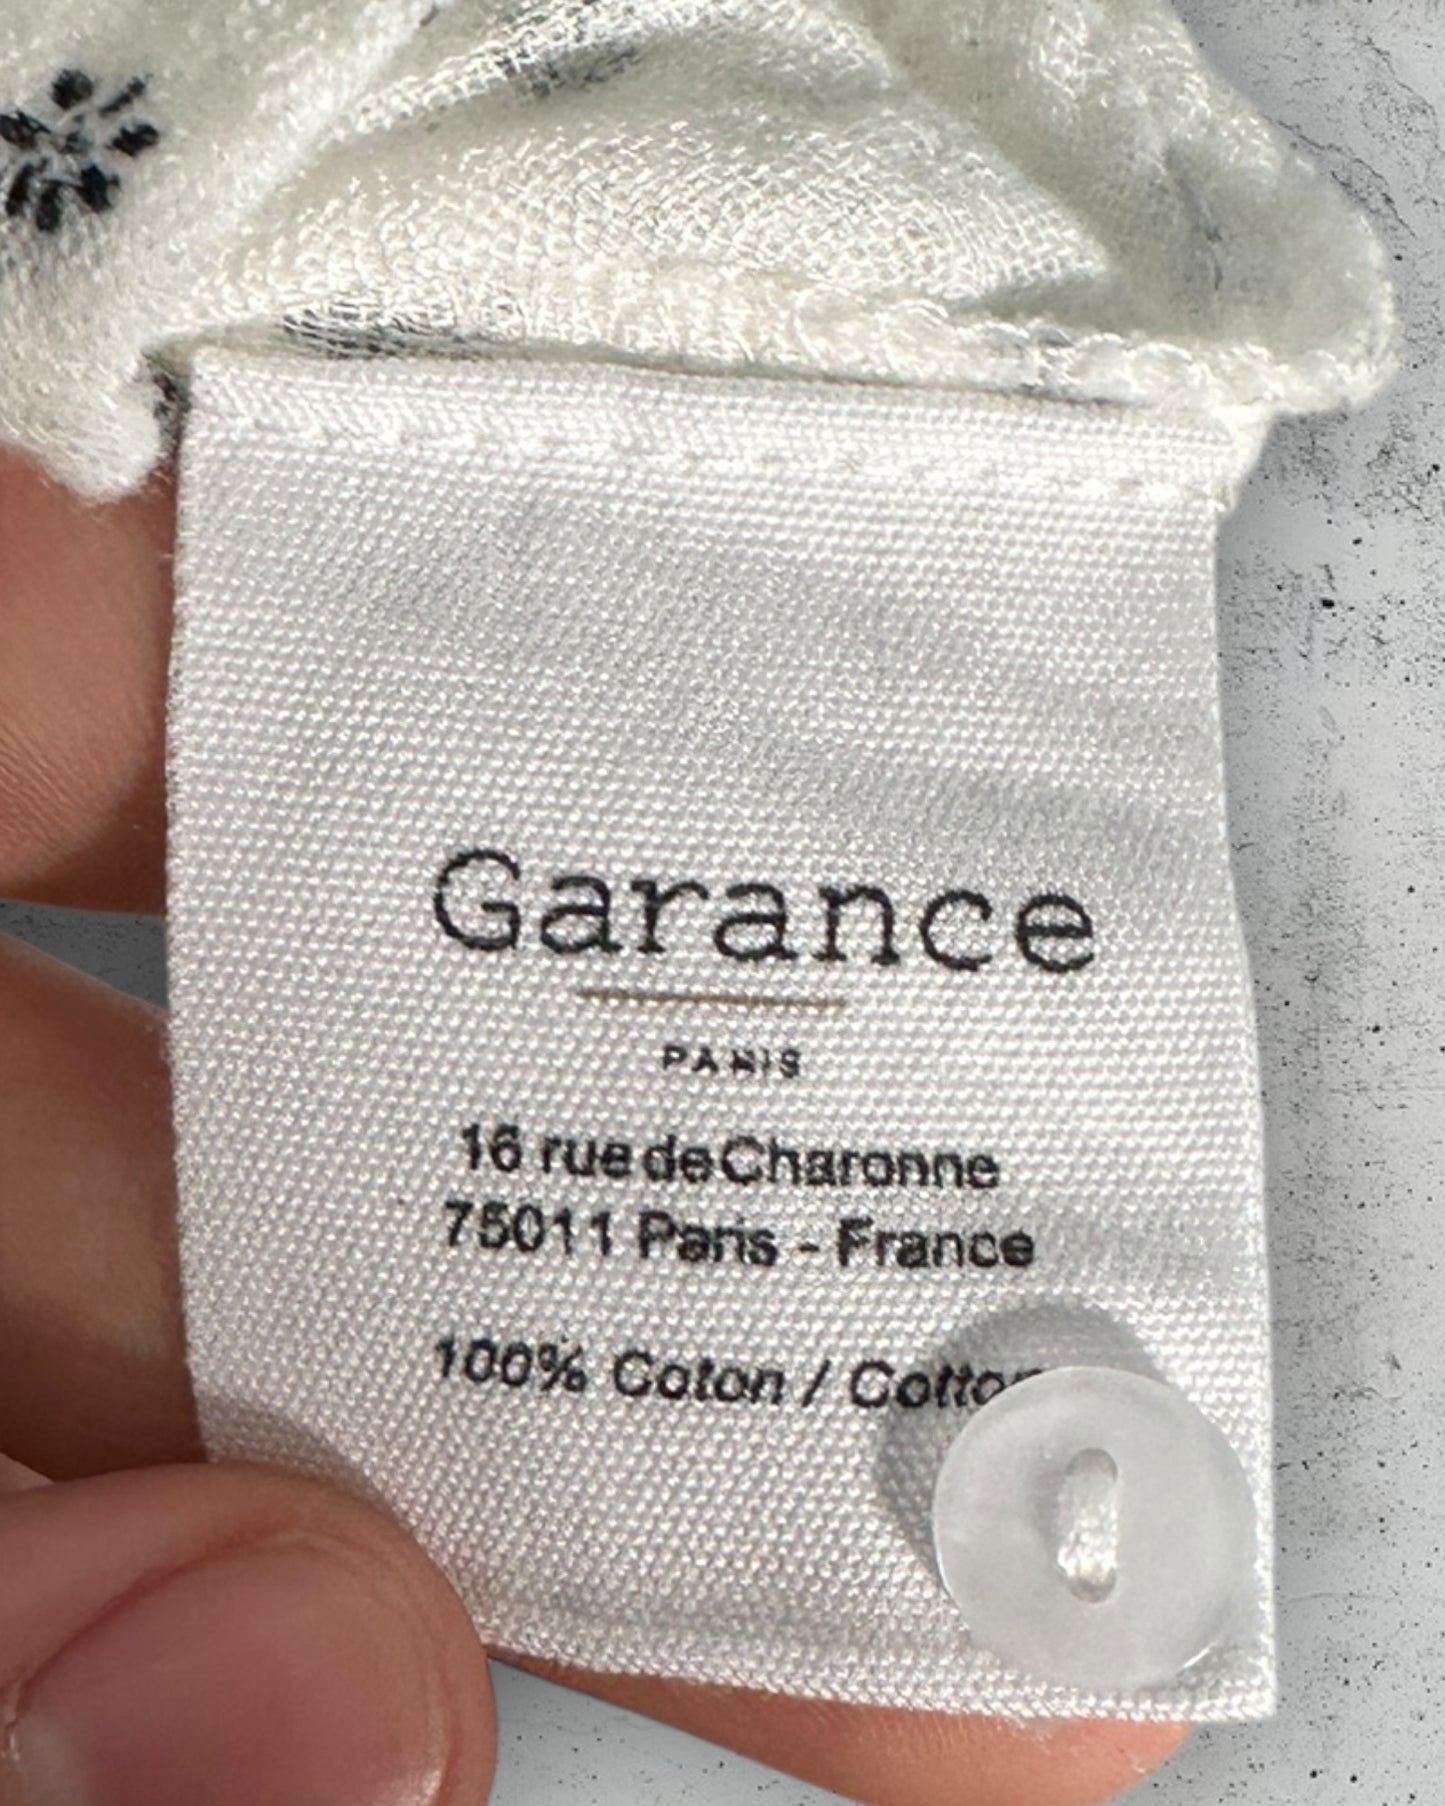 Garance
PARIS
16 rue de Charonne
75011 Paris - France
100% Coton / Cotton